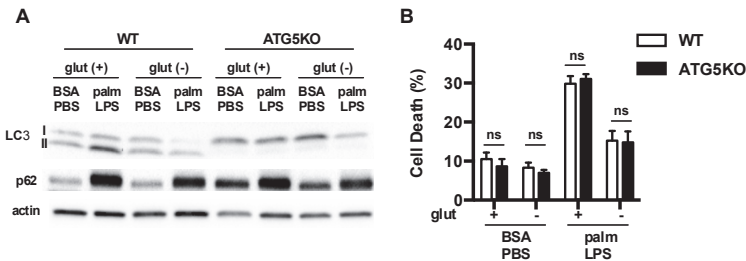 A
WT ATG5KO
glut (+) glut (-) glut (+) glut (-)
BSA palm BSA palm BSA palm BSA palm
PBS LPS PBS LPS PBS LPS PBS LPS
LC3 I
II
p62
actin
B
WT
ATG5KO
Cell Death (%)
40
30
20
10
0
ns ns ns ns
glut + - + -
BSA palm
PBS LPS